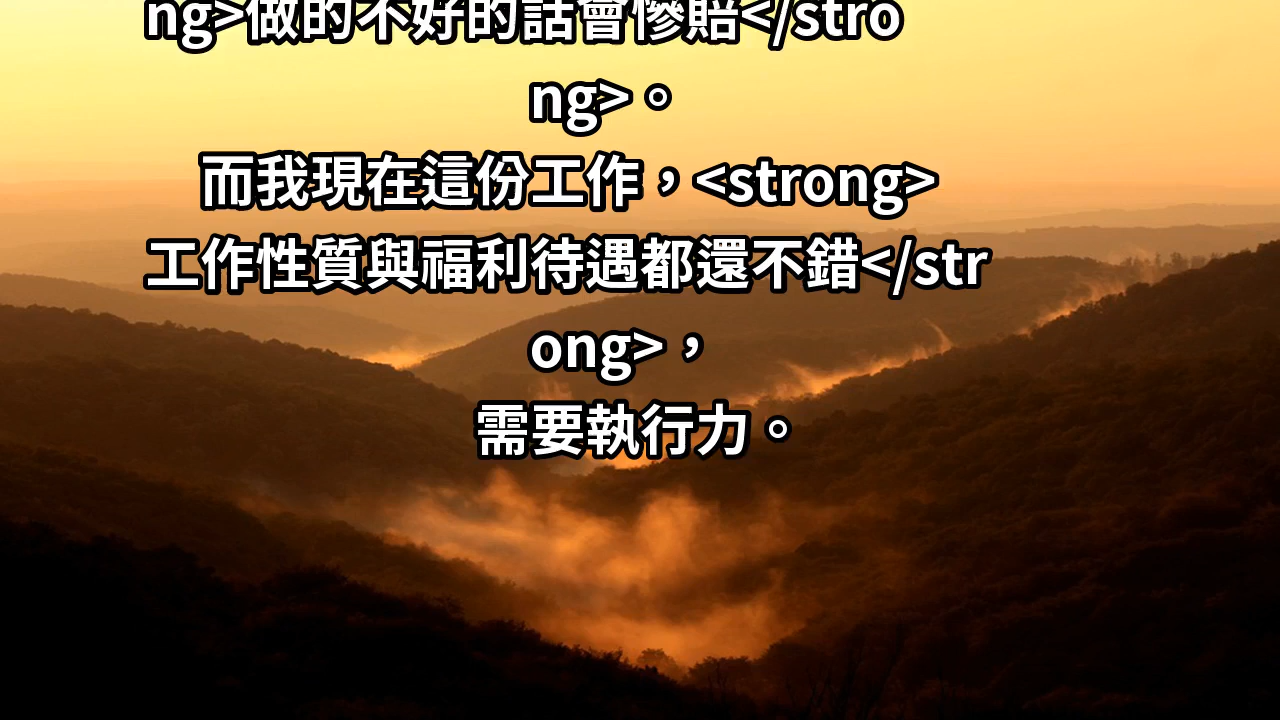 ng>做的不好的話會慘賠</stro
ng>。
而我現在這份工作，<strong>
工作性質與福利待遇都還不錯</str
ong>，
需要執行力。